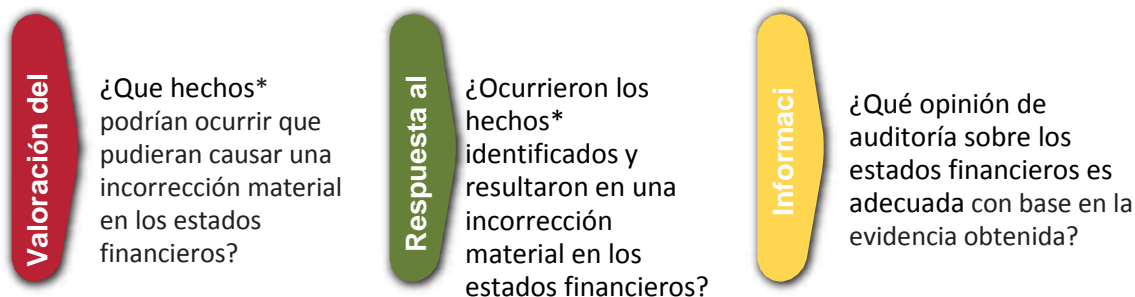 Valoración del
¿Que hechos*
podrían ocurrir que
pudieran causar una
incorrección material
en los estados
financieros?
Respuesta al
¿Ocurrieron los
hechos*
identificados y
resultaron en una
incorrección
material en los
estados financieros?
Informaci
¿Qué opinión de
auditoría sobre los
estados financieros es
adecuada con base en la
evidencia obtenida?